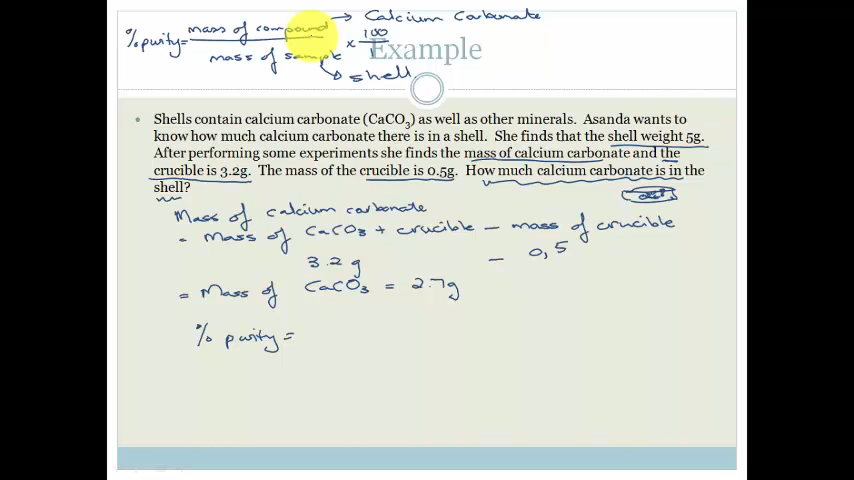 mass of compound → Calcium Carbonate
% purity = × 100
mass of sample 1
Example
shell
• Shells contain calcium carbonate (CaCO3) as well as other minerals. Asanda wants to
know how much calcium carbonate there is in a shell. She finds that the shell weight 5g.
After performing some experiments she finds the mass of calcium carbonate and the
crucible is 3.2g. The mass of the crucible is 0.5g. How much calcium carbonate is in the
shell?
Mass of calcium carbonate
= Mass of CaCO3 + crucible - mass of crucible
3.2g - 0,5
= Mass of CaCO3 = 2.7g
% purity =